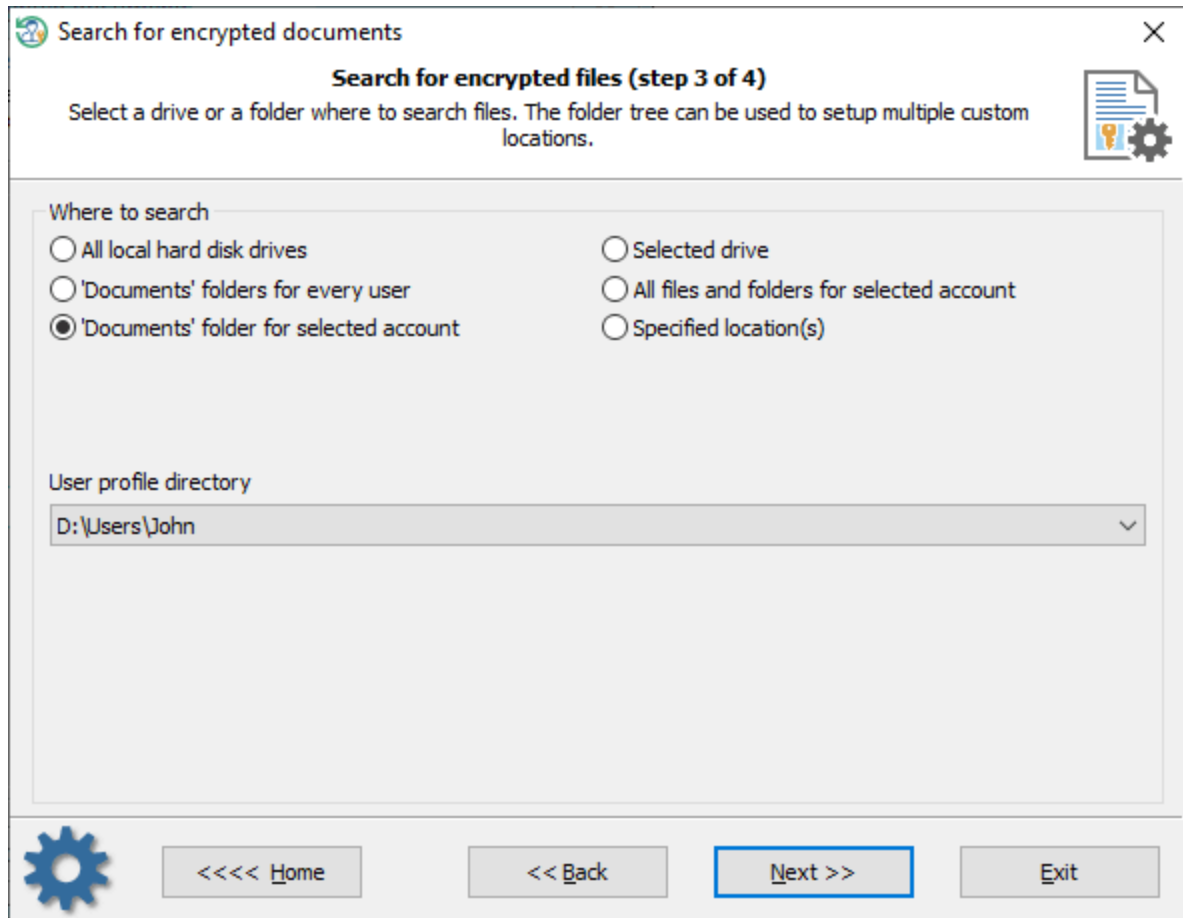 Search for encrypted documents
Search for encrypted files (step 3 of 4)
Select a drive or a folder where to search files. The folder tree can be used to setup multiple custom
locations.
Where to search
All local hard disk drives
Selected drive
'Documents' folders for every user
All files and folders for selected account
'Documents' folder for selected account
Specified location(s)
User profile directory
D:\Users\John
<<<< Home
<< Back
Next >>
Exit